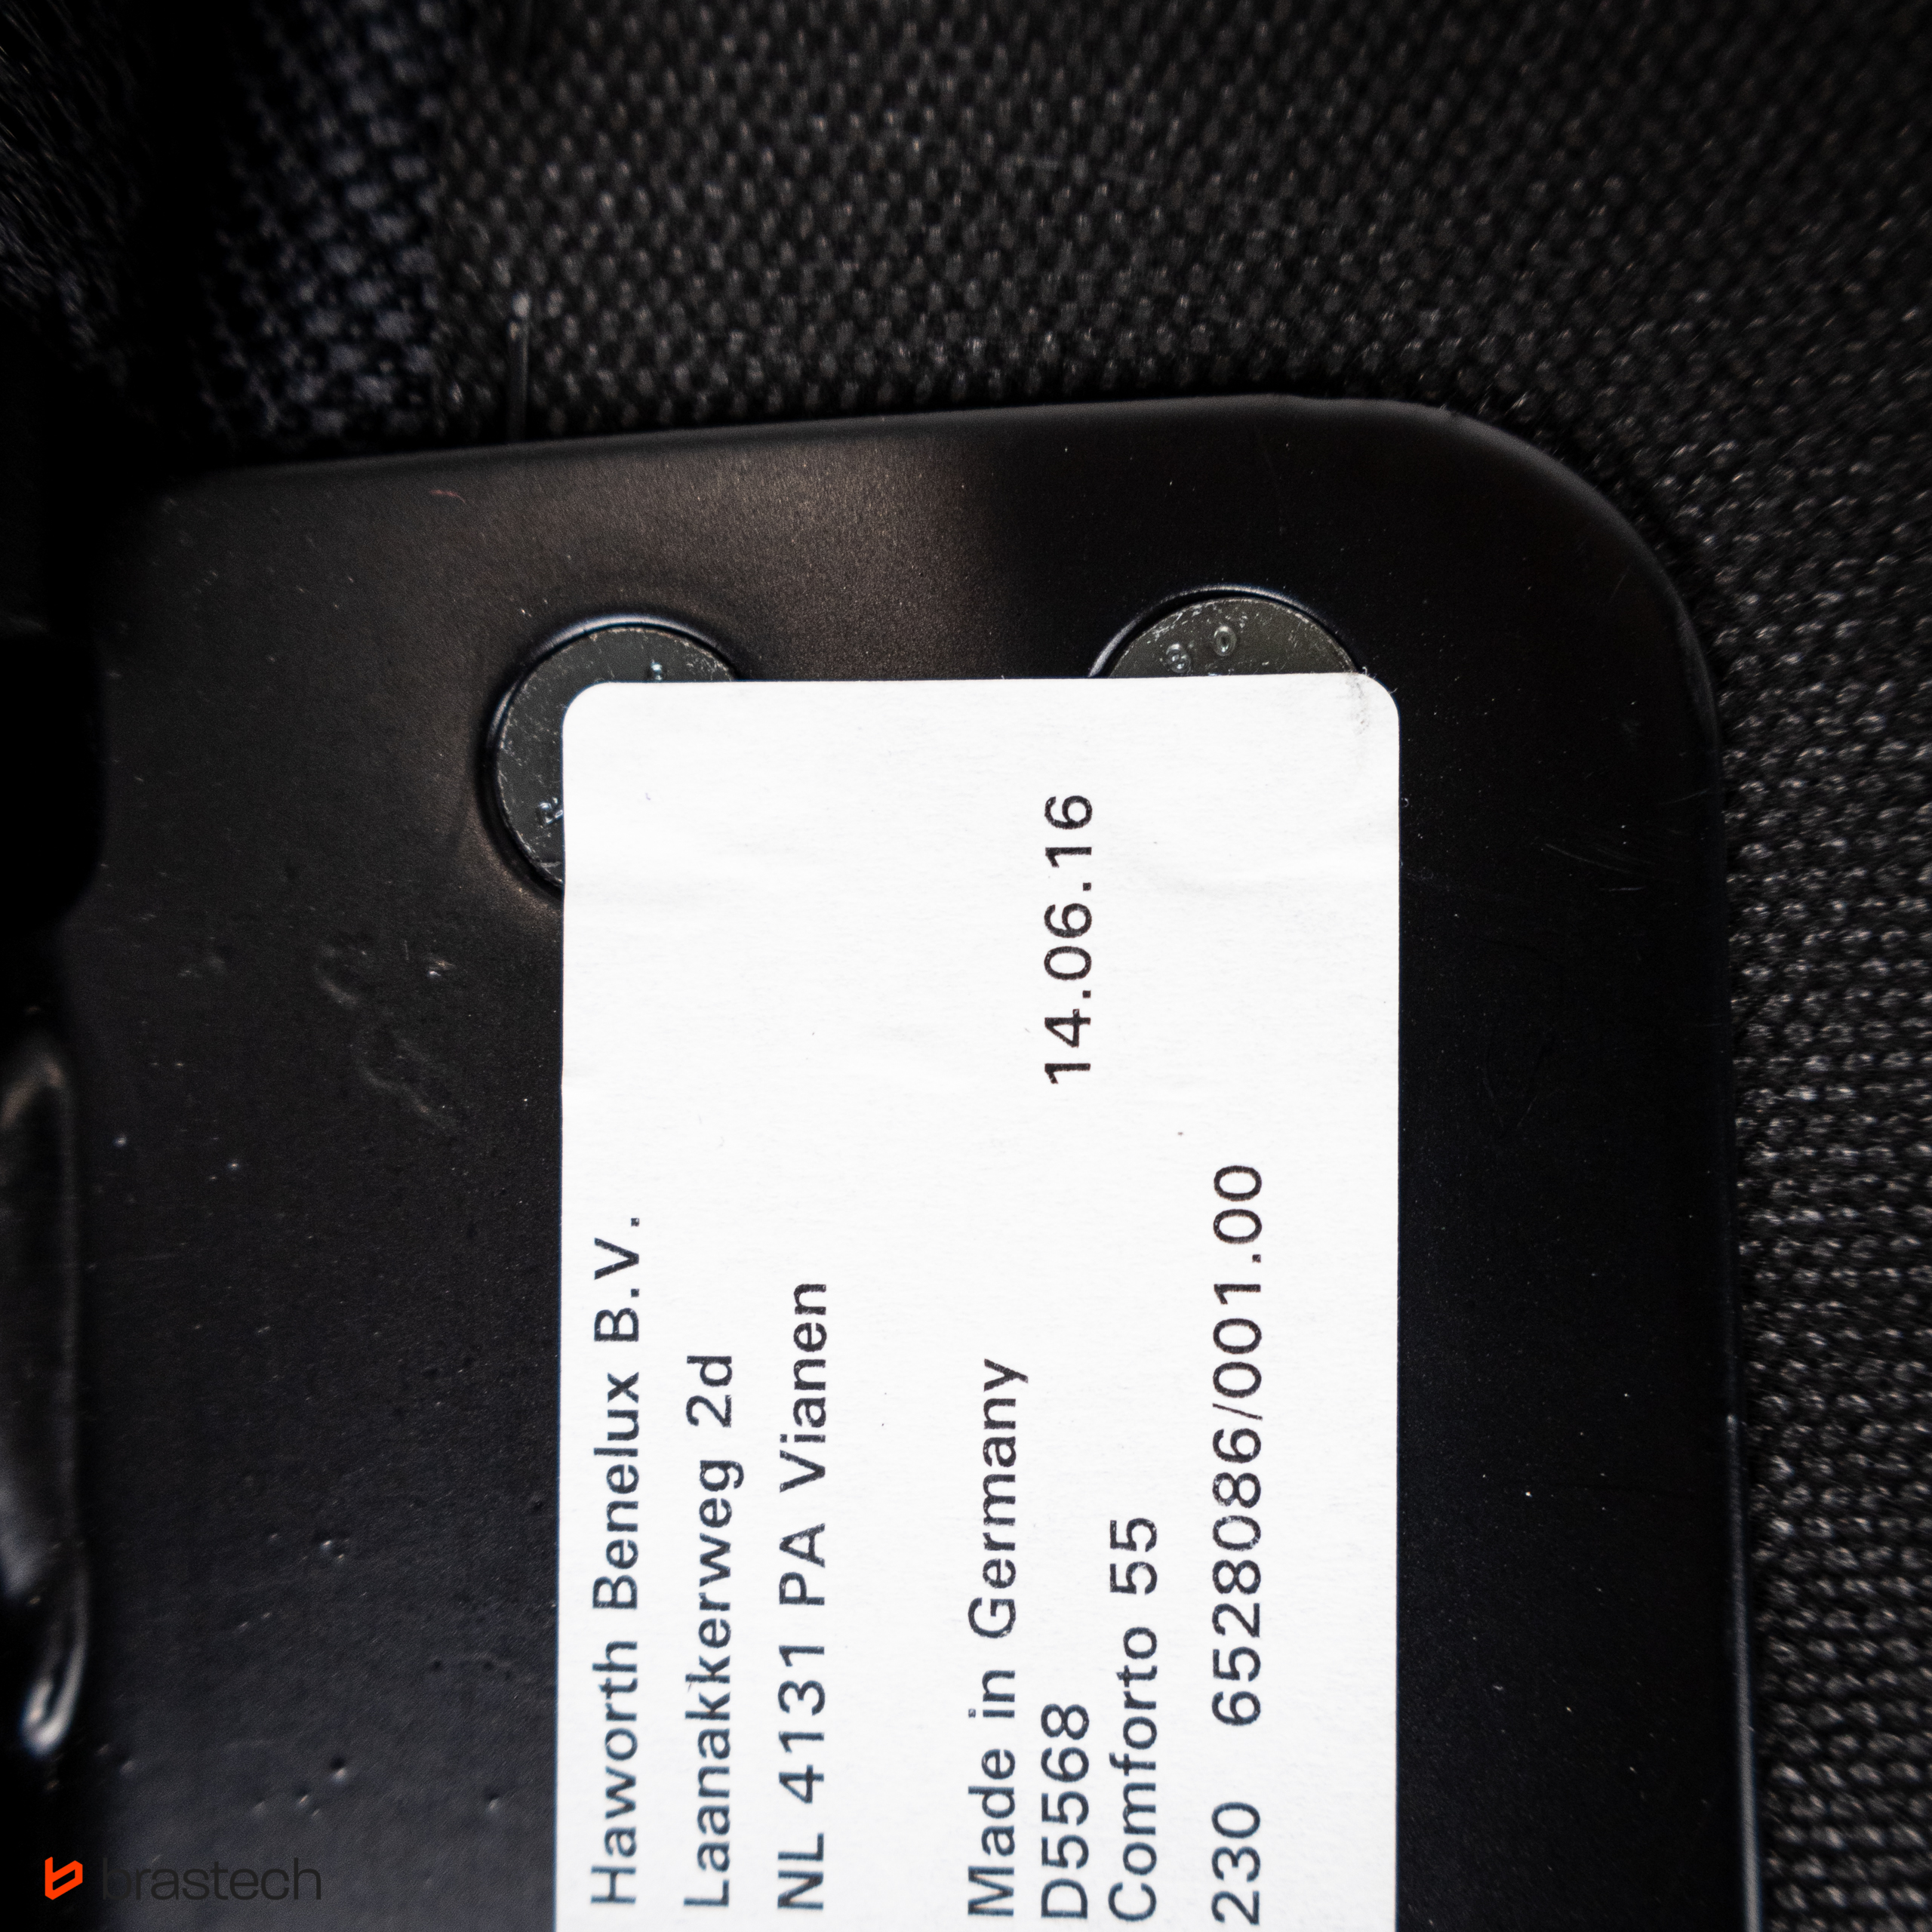 Haworth Benelux B.V.
Laanakkerweg 2d
NL 4131 PA Vianen
Made in Germany
D5568 14.06.16
Comforto 55
230 6528086/001.00
brastech